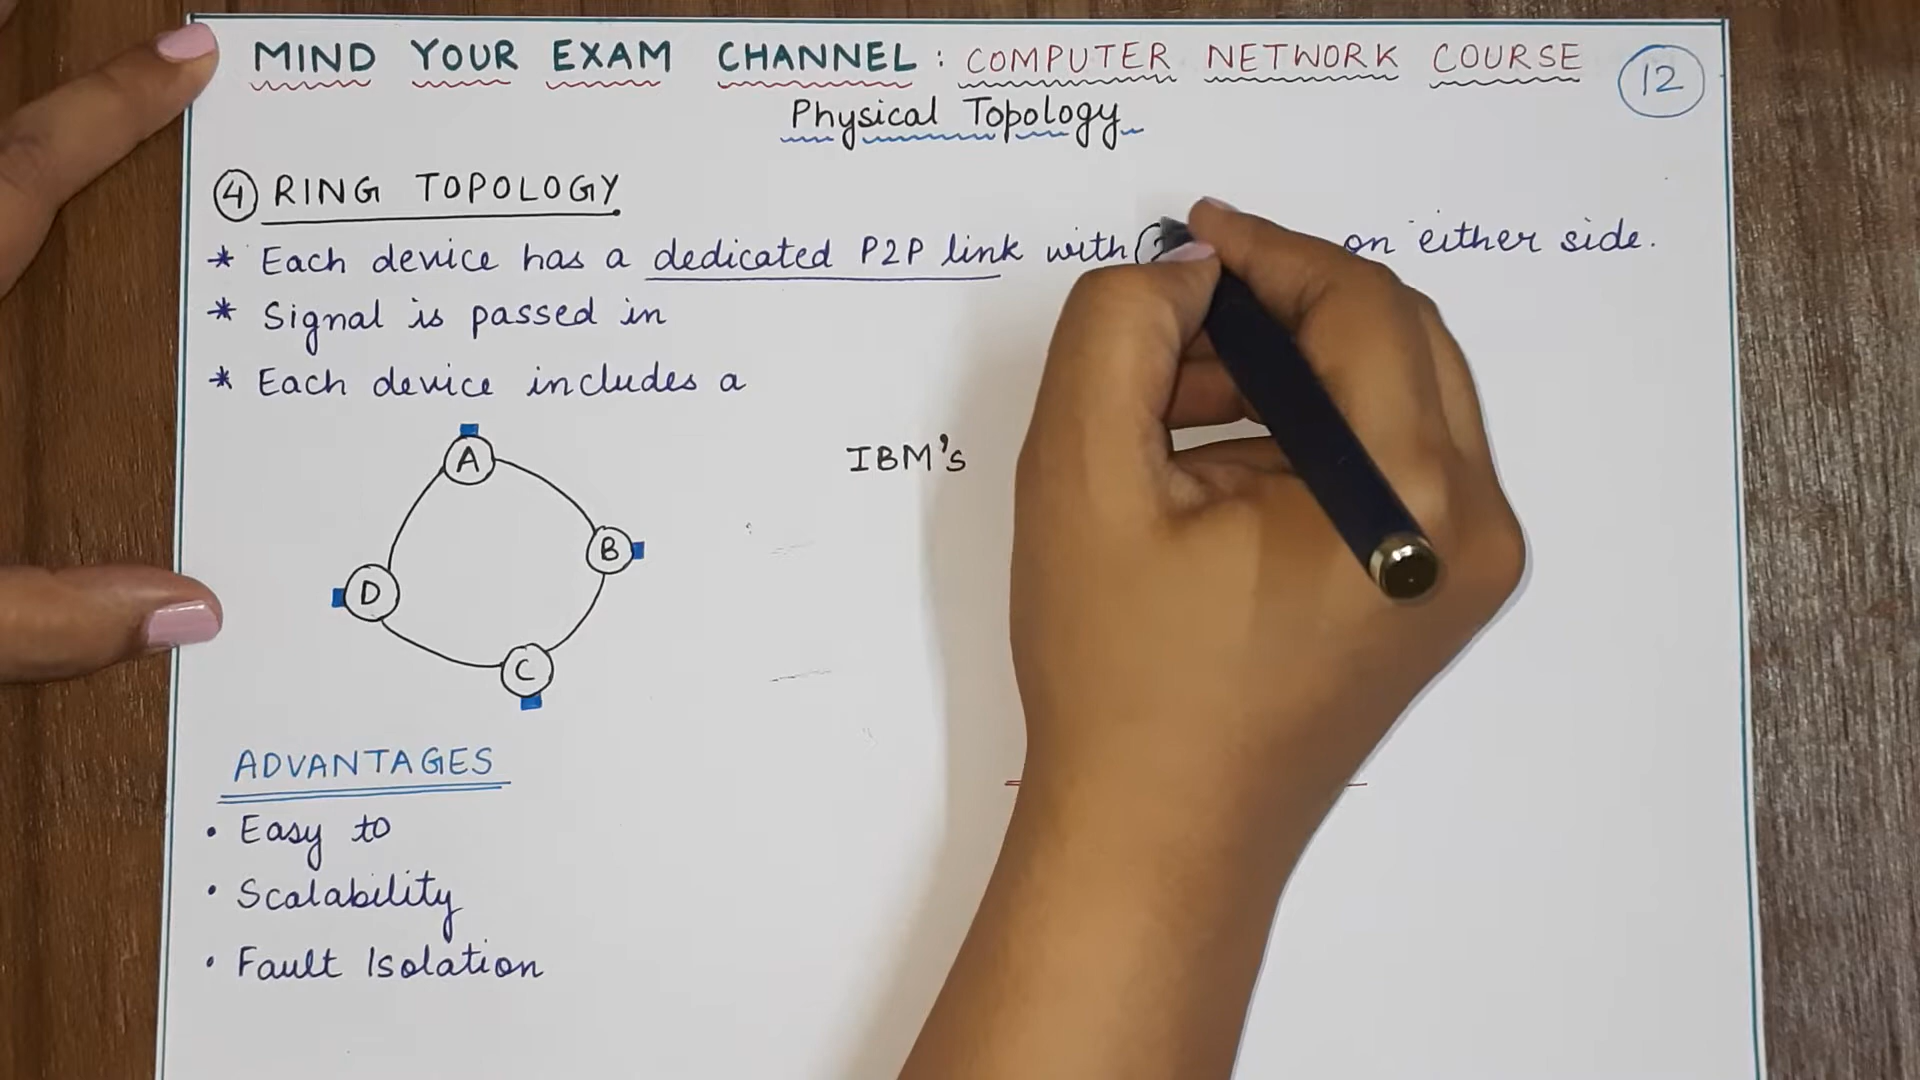 MIND YOUR EXAM CHANNEL : COMPUTER NETWORK COURSE
12
Physical Topology
4 RING TOPOLOGY
* Each device has a dedicated P2P link with on either side.
* Signal is passed in
* Each device includes a
A
IBM's
B
D
C
ADVANTAGES
• Easy to
• Scalability
• Fault Isolation